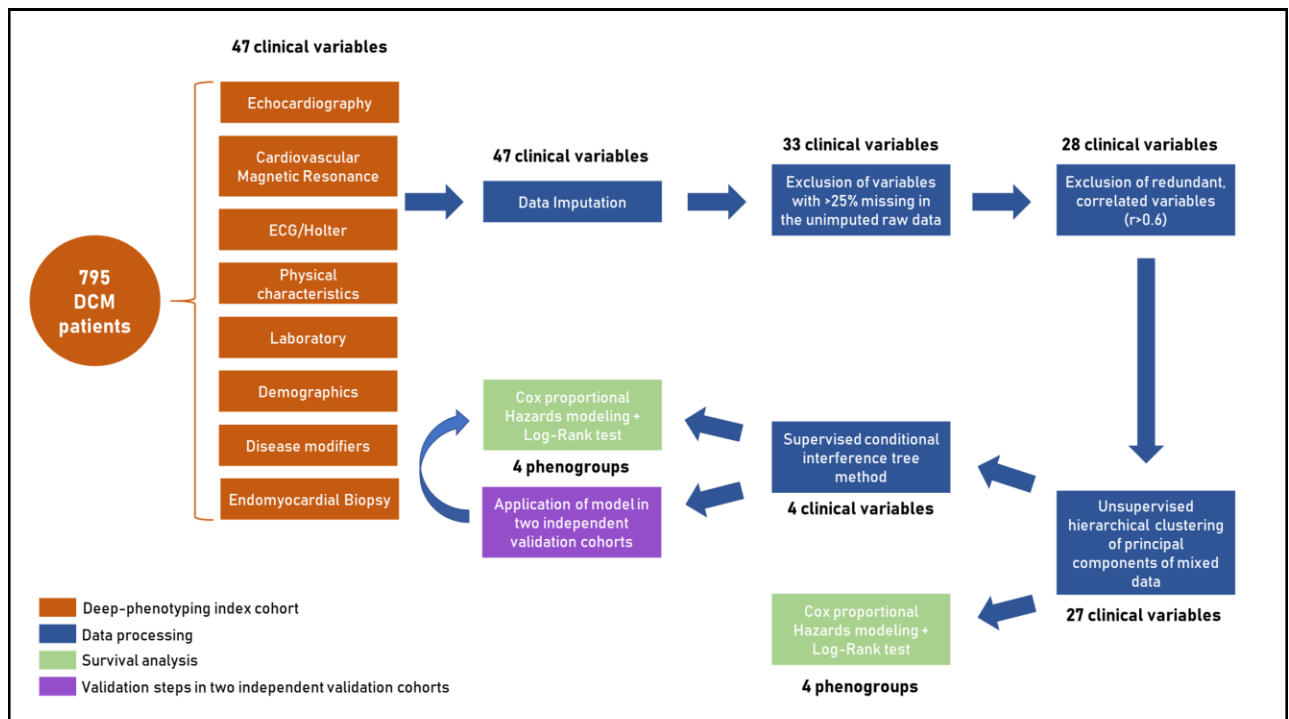 47 clinical variables
Echocardiography
Cardiovascular
Magnetic Resonance
ECG/Holter
Physical
characteristics
Laboratory
Demographics
Disease modifiers
Endomyocardial Biopsy
795
DCM
patients
47 clinical variables
Data Imputation
33 clinical variables
Exclusion of variables
with >25% missing in
the unimputed raw data
28 clinical variables
Exclusion of redundant,
correlated variables
(r>0.6)
Unsupervised
hierarchical clustering
of principal
components of mixed
data
27 clinical variables
Supervised conditional
interference tree
method
4 clinical variables
Cox proportional
Hazards modeling +
Log-Rank test
4 phenogroups
Application of model in
two independent
validation cohorts
Cox proportional
Hazards modeling +
Log-Rank test
4 phenogroups
Deep-phenotyping index cohort
Data processing
Survival analysis
Validation steps in two independent validation cohorts